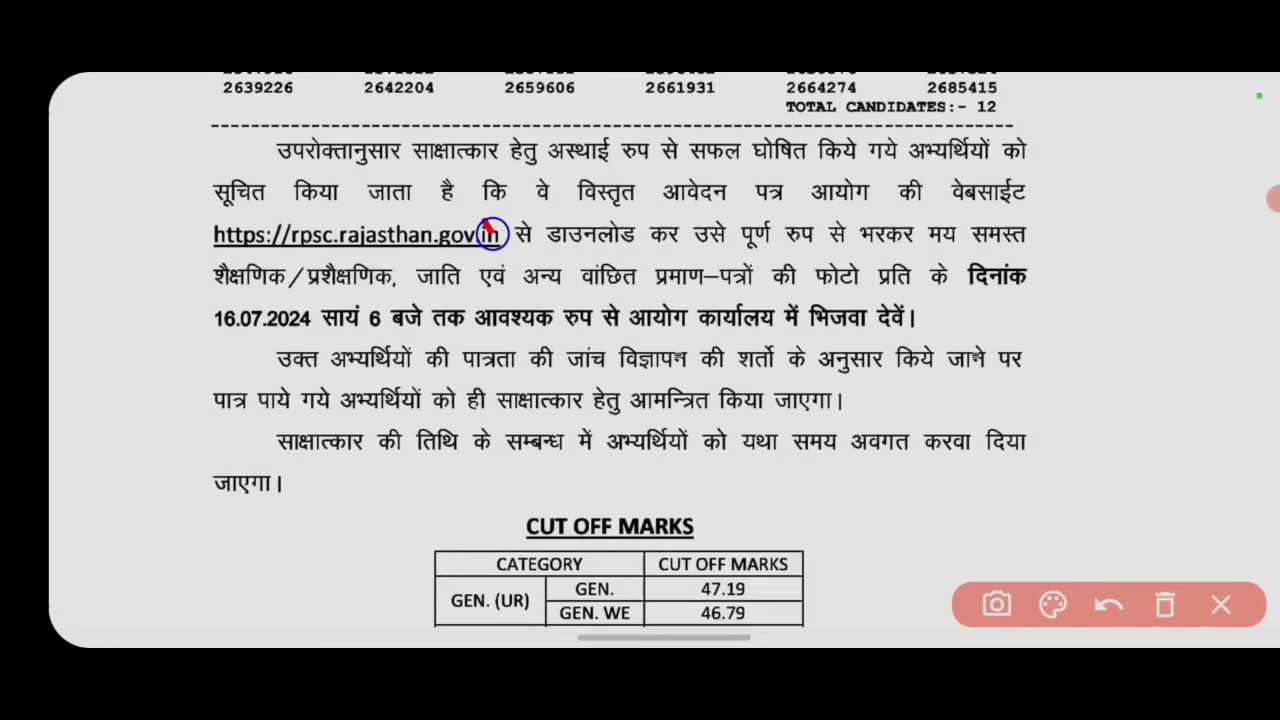 2639226 2642204 2659606 2661931 2664274 2685415
TOTAL CANDIDATES:- 12
उपरोक्तानुसार साक्षात्कार हेतु अस्थाई रुप से सफल घोषित किये गये अभ्यर्थियों को
सूचित किया जाता है कि वे विस्तृत आवेदन पत्र आयोग की वेबसाईट
https://rpsc.rajasthan.gov.in से डाउनलोड कर उसे पूर्ण रुप से भरकर मय समस्त
शैक्षणिक/प्रशैक्षणिक, जाति एवं अन्य वांछित प्रमाण–पत्रों की फोटो प्रति के दिनांक
16.07.2024 सायं 6 बजे तक आवश्यक रुप से आयोग कार्यालय में भिजवा देवें।
उक्त अभ्यर्थियों की पात्रता की जांच विज्ञापन की शर्तो के अनुसार किये जाने पर
पात्र पाये गये अभ्यर्थियों को ही साक्षात्कार हेतु आमन्त्रित किया जाएगा।
साक्षात्कार की तिथि के सम्बन्ध में अभ्यर्थियों को यथा समय अवगत करवा दिया
जाएगा।
CUT OFF MARKS
CATEGORY CUT OFF MARKS
GEN. (UR) GEN. 47.19
GEN. WE 46.79